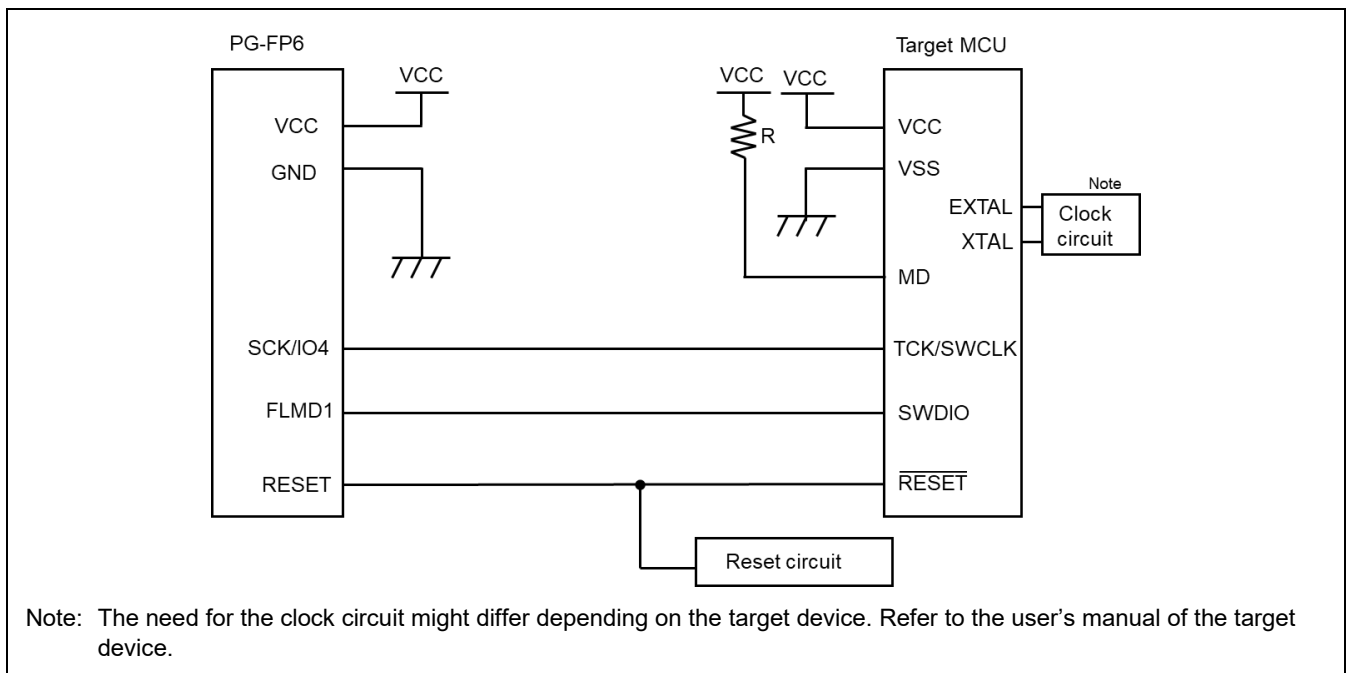 PG-FP6
Target MCU
VCC
VCC
VCC
R
VCC
GND
VCC
VSS
Note
EXTAL
XTAL
Clock
circuit
MD
SCK/IO4
TCK/SWCLK
FLMD1
SWDIO
RESET
RESET
Reset circuit
Note: The need for the clock circuit might differ depending on the target device. Refer to the user’s manual of the target
device.